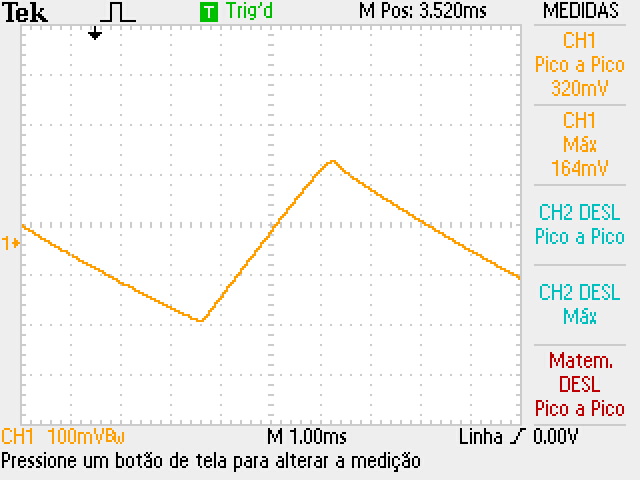 Tek T Trig'd M Pos: 3.520ms MEDIDAS
CH1
Pico a Pico
320mV
CH1
Máx
164mV
CH2 DESL
Pico a Pico
CH2 DESL
Máx
Matem.
DESL
Pico a Pico
1
CH1 100mVBw M 1.00ms Linha 0.00V
Pressione um botão de tela para alterar a medição